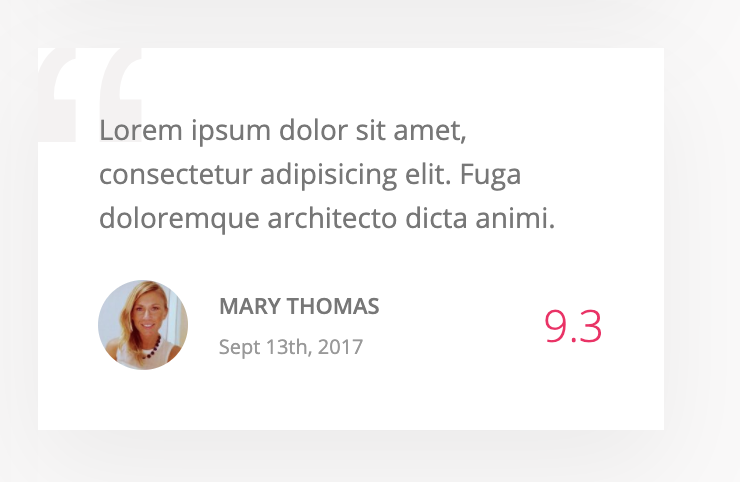 “
Lorem ipsum dolor sit amet,
consectetur adipisicing elit. Fuga
doloremque architecto dicta animi.
MARY THOMAS
Sept 13th, 2017
9.3